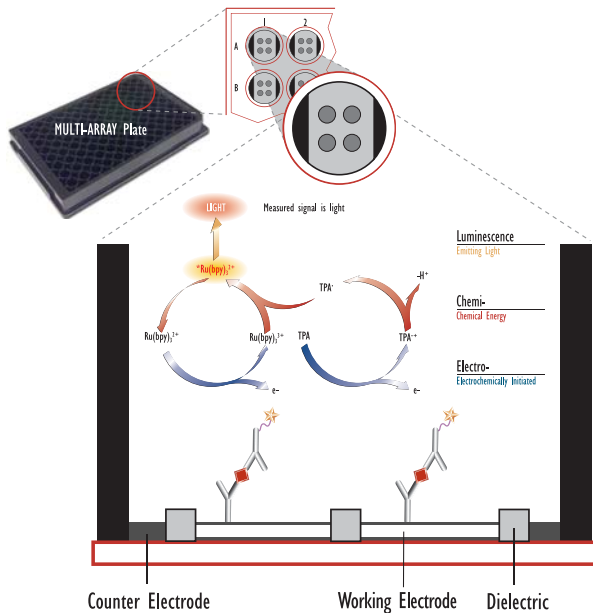 1
2
A
B
MULTI-ARRAY Plate
LIGHT
Measured signal is light
*Ru(bpy)₃²⁺
Luminescence
Emitting Light
TPA·
–H⁺
Chemi-
Chemical Energy
Ru(bpy)₃²⁺
Ru(bpy)₃³⁺
TPA
TPA·⁺
Electro-
Electrochemically Initiated
e–
e–
Counter Electrode
Working Electrode
Dielectric